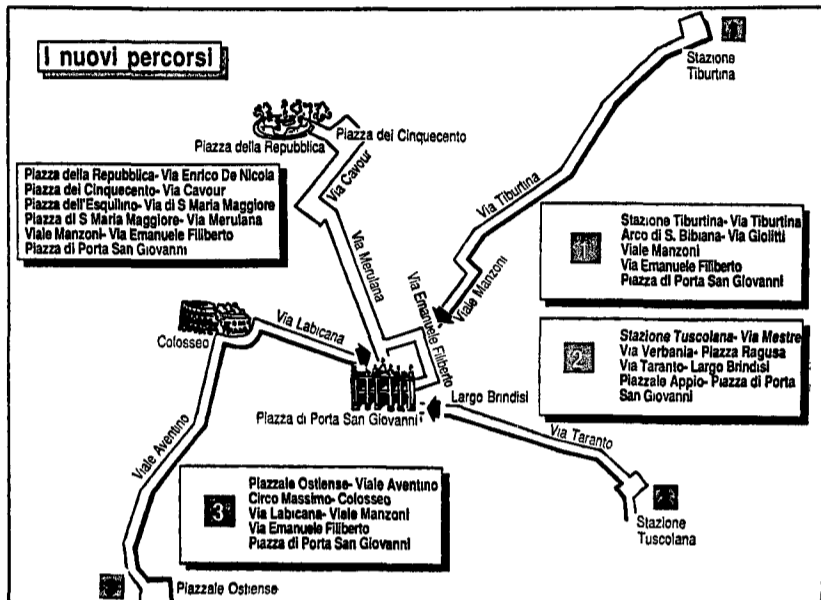 I nuovi percorsi
1
Stazione
Tiburtina
Piazza della Repubblica
Piazza dei Cinquecento
Via Cavour
Piazza della Repubblica- Via Enrico De Nicola
Piazza dei Cinquecento- Via Cavour
Piazza dell'Esquilino- Via di S Maria Maggiore
Piazza di S Maria Maggiore- Via Merulana
Viale Manzoni- Via Emanuele Filiberto
Piazza di Porta San Giovanni
Via Tiburtina
Via Merulana
Via Emanuele Filiberto
Viale Manzoni
1
Stazione Tiburtina- Via Tiburtina
Arco di S. Bibiana- Via Giolitti
Viale Manzoni
Via Emanuele Filiberto
Piazza di Porta San Giovanni
Colosseo
Via Labicana
2
Stazione Tuscolana- Via Mestre
Via Verbania- Piazza Ragusa
Via Taranto- Largo Brindisi
Piazzale Appio- Piazza di Porta
San Giovanni
Piazza di Porta San Giovanni
Largo Brindisi
Via Taranto
Viale Aventino
3
Piazzale Ostiense- Viale Aventino
Circo Massimo- Colosseo
Via Labicana- Viale Manzoni
Via Emanuele Filiberto
Piazza di Porta San Giovanni
Stazione
Tuscolana
Piazzale Ostiense